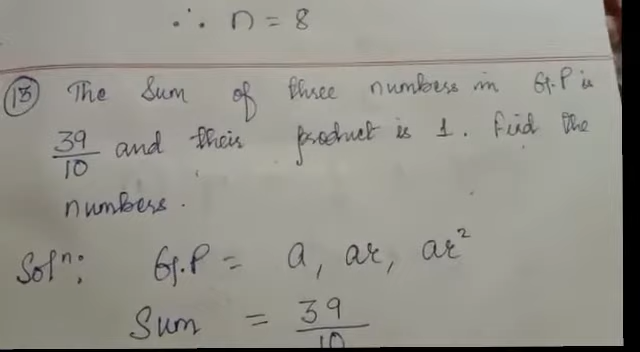 ∴ n = 8
(13) The Sum of three numbers in G.P is
39/10 and their product is 1. Find the
numbers.
Solⁿ: G.P = a, ar, ar²
Sum = 39/10